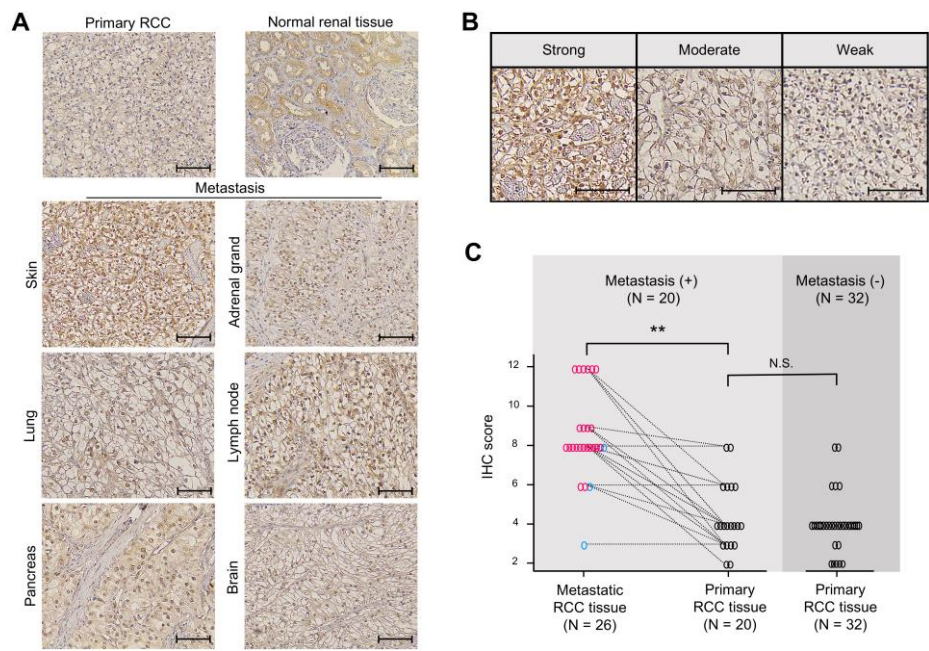 A
Primary RCC
Normal renal tissue
Metastasis
Skin
Adrenal grand
Lung
Lymph node
Pancreas
Brain
B
Strong
Moderate
Weak
C
Metastasis (+)
(N = 20)
Metastasis (-)
(N = 32)
**
N.S.
IHC score
12
10
8
6
4
2
Metastatic
RCC tissue
(N = 26)
Primary
RCC tissue
(N = 20)
Primary
RCC tissue
(N = 32)